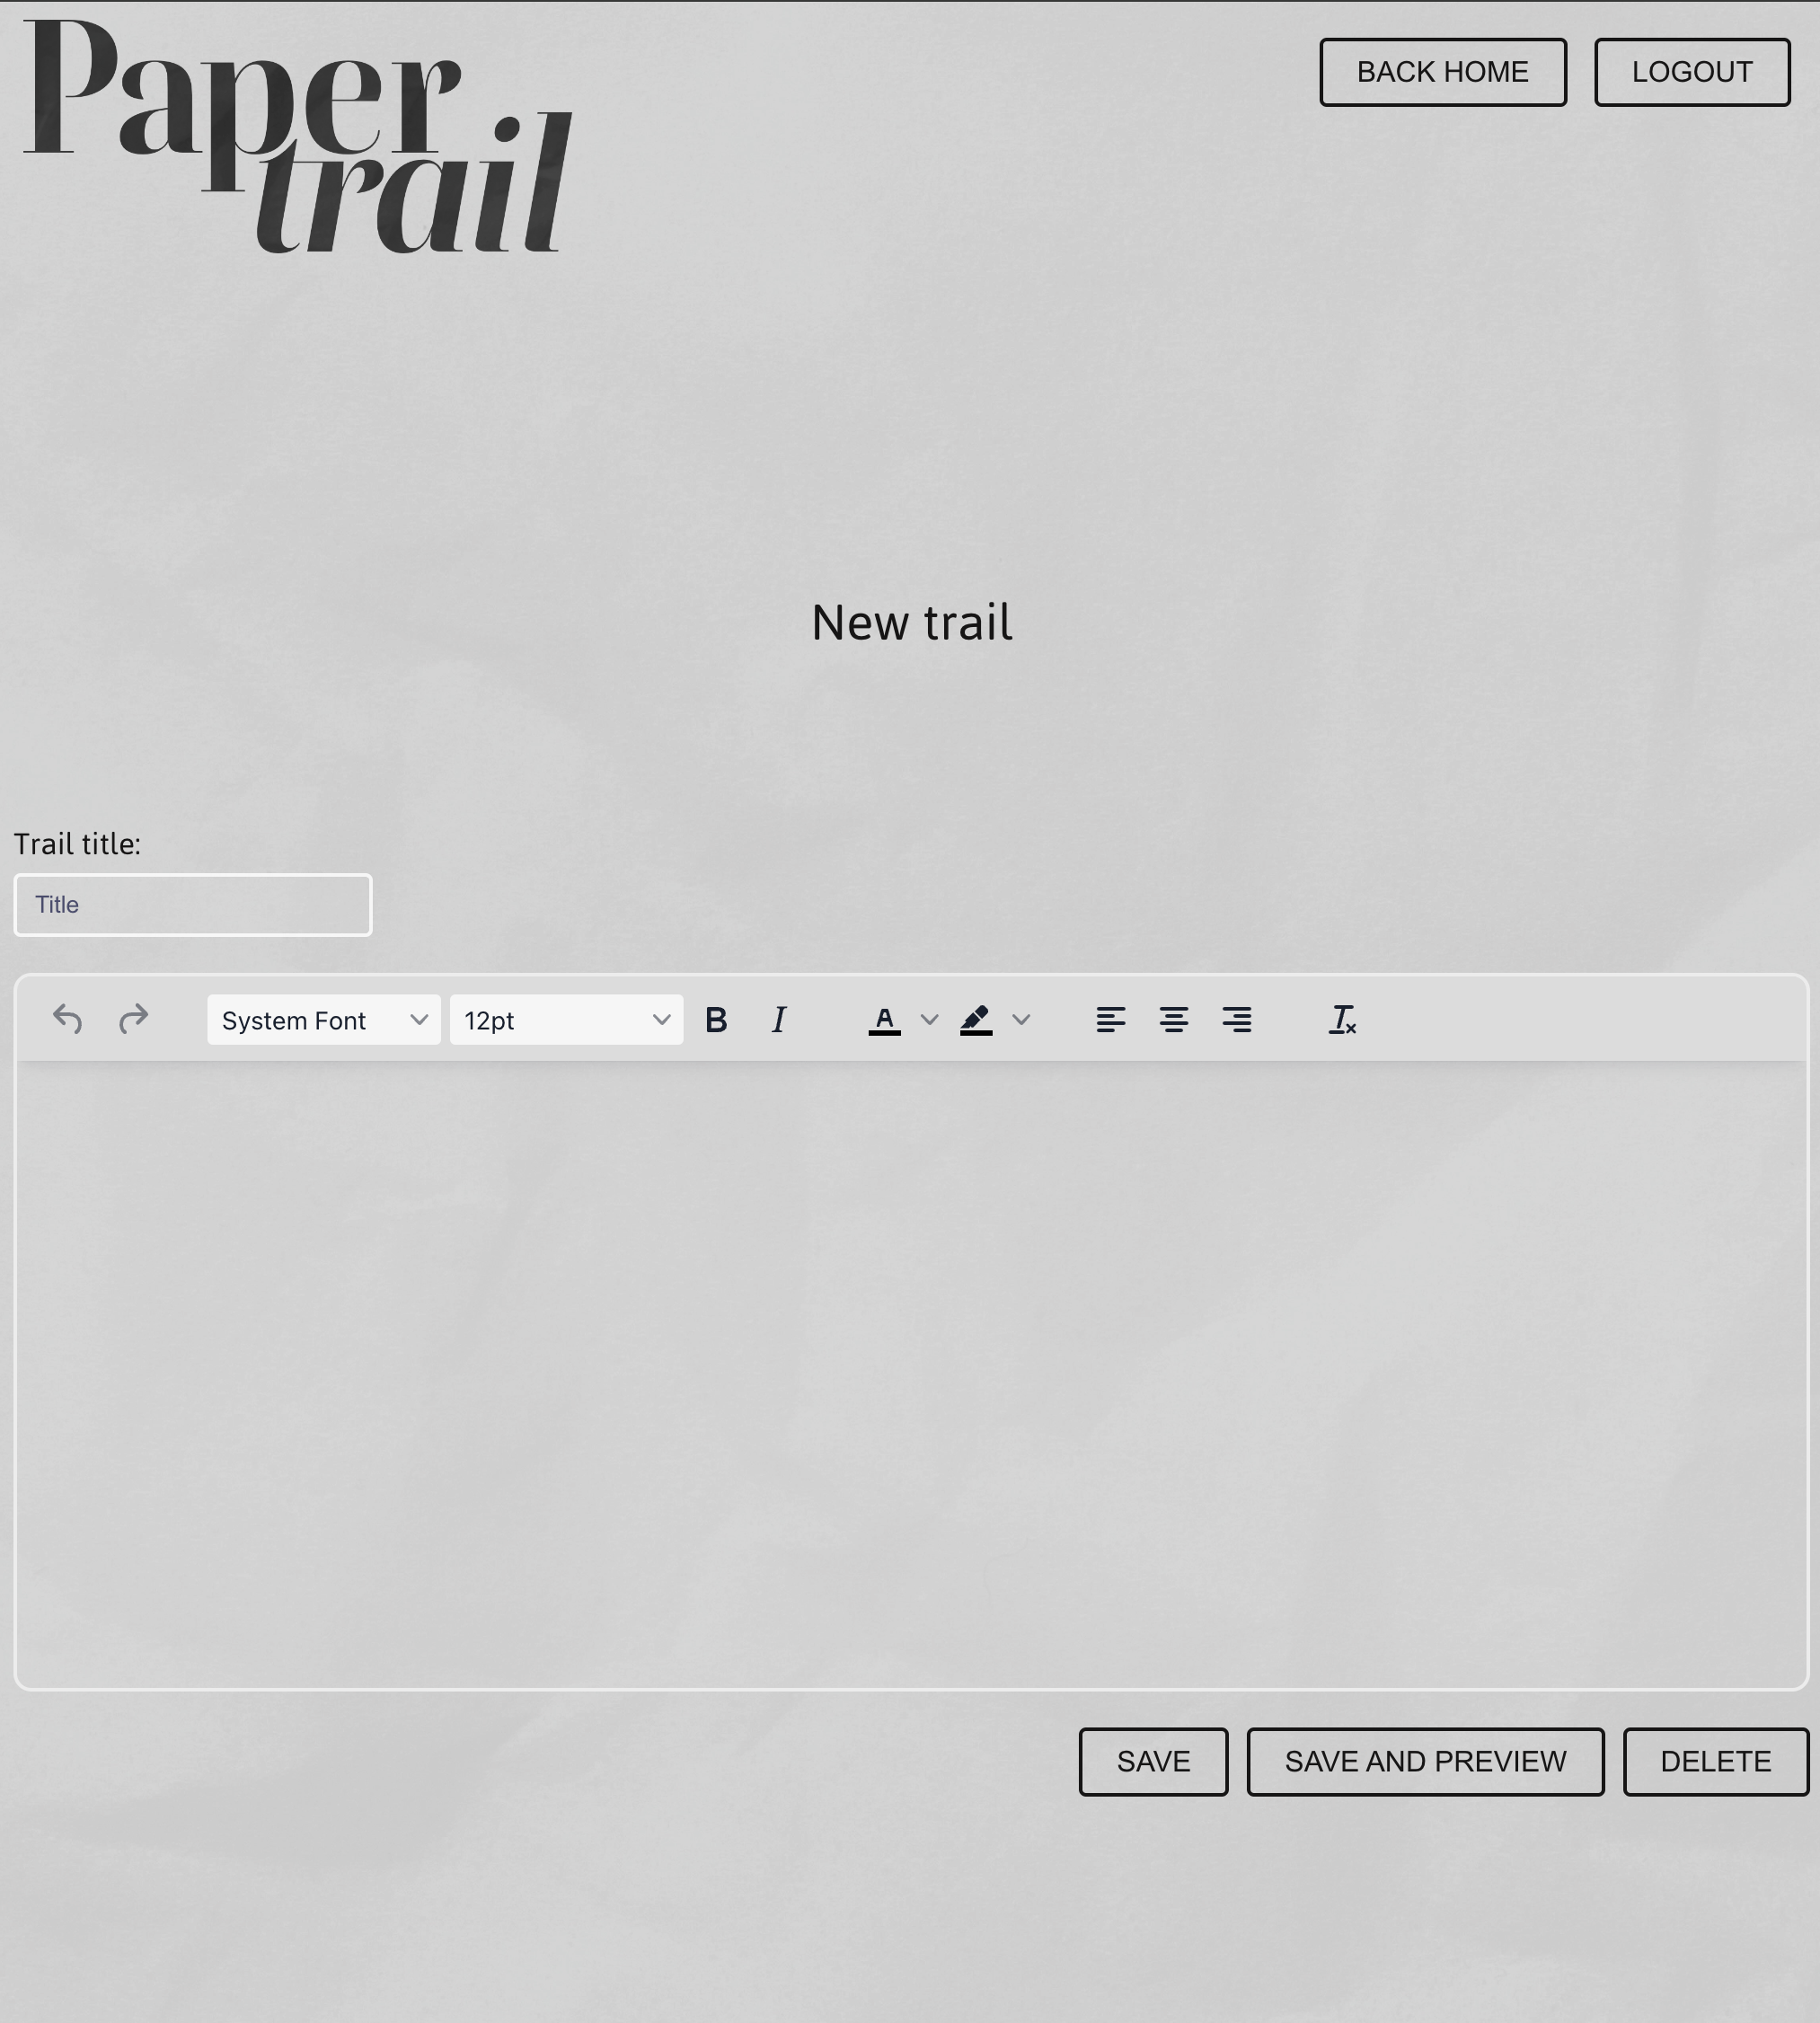 Paper
trail
BACK HOME
LOGOUT
New trail
Trail title:
Title
System Font
12pt
B
I
A
SAVE
SAVE AND PREVIEW
DELETE